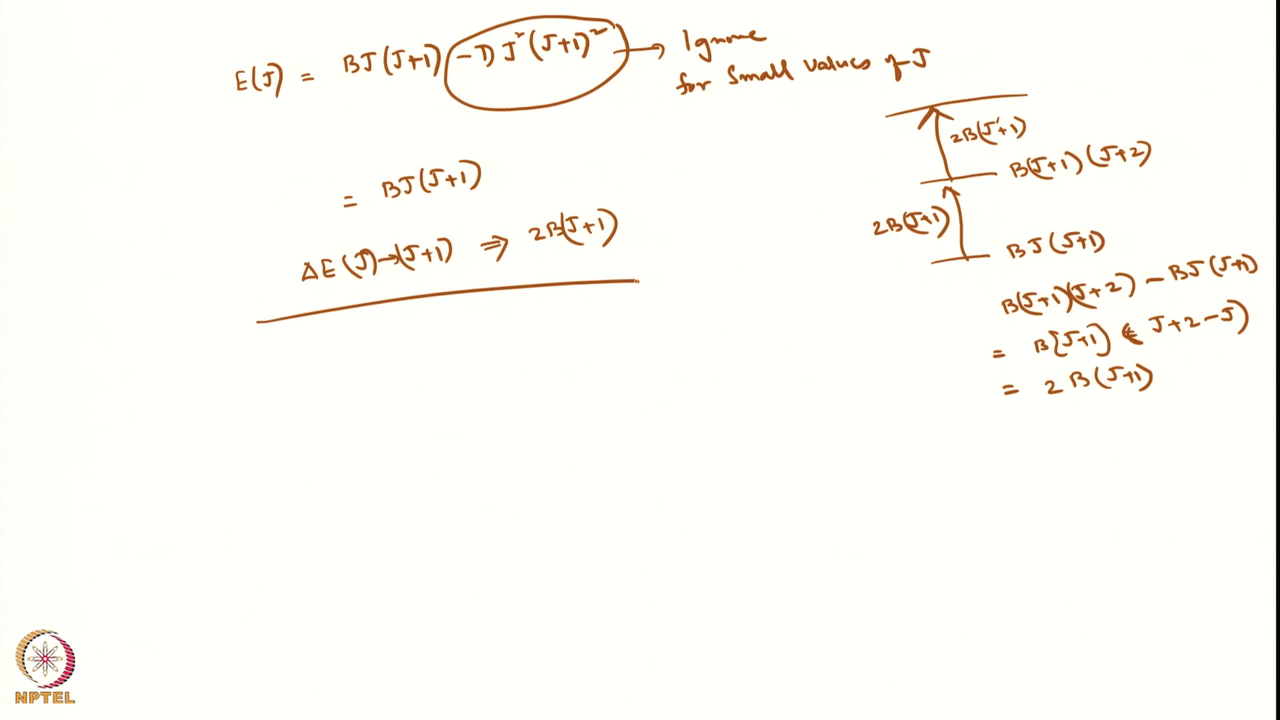 E(J) = BJ(J+1) -D J²(J+1)² → Ignore
for small values of J
= BJ(J+1)
ΔE (J)→(J+1) ⇒ 2B(J+1)
2B(J'+1)
B(J+1)(J+2)
2B(J+1)
BJ(J+1)
B(J+1)(J+2) - BJ(J+1)
= B(J+1) ( J+2-J)
= 2B(J+1)
NPTEL